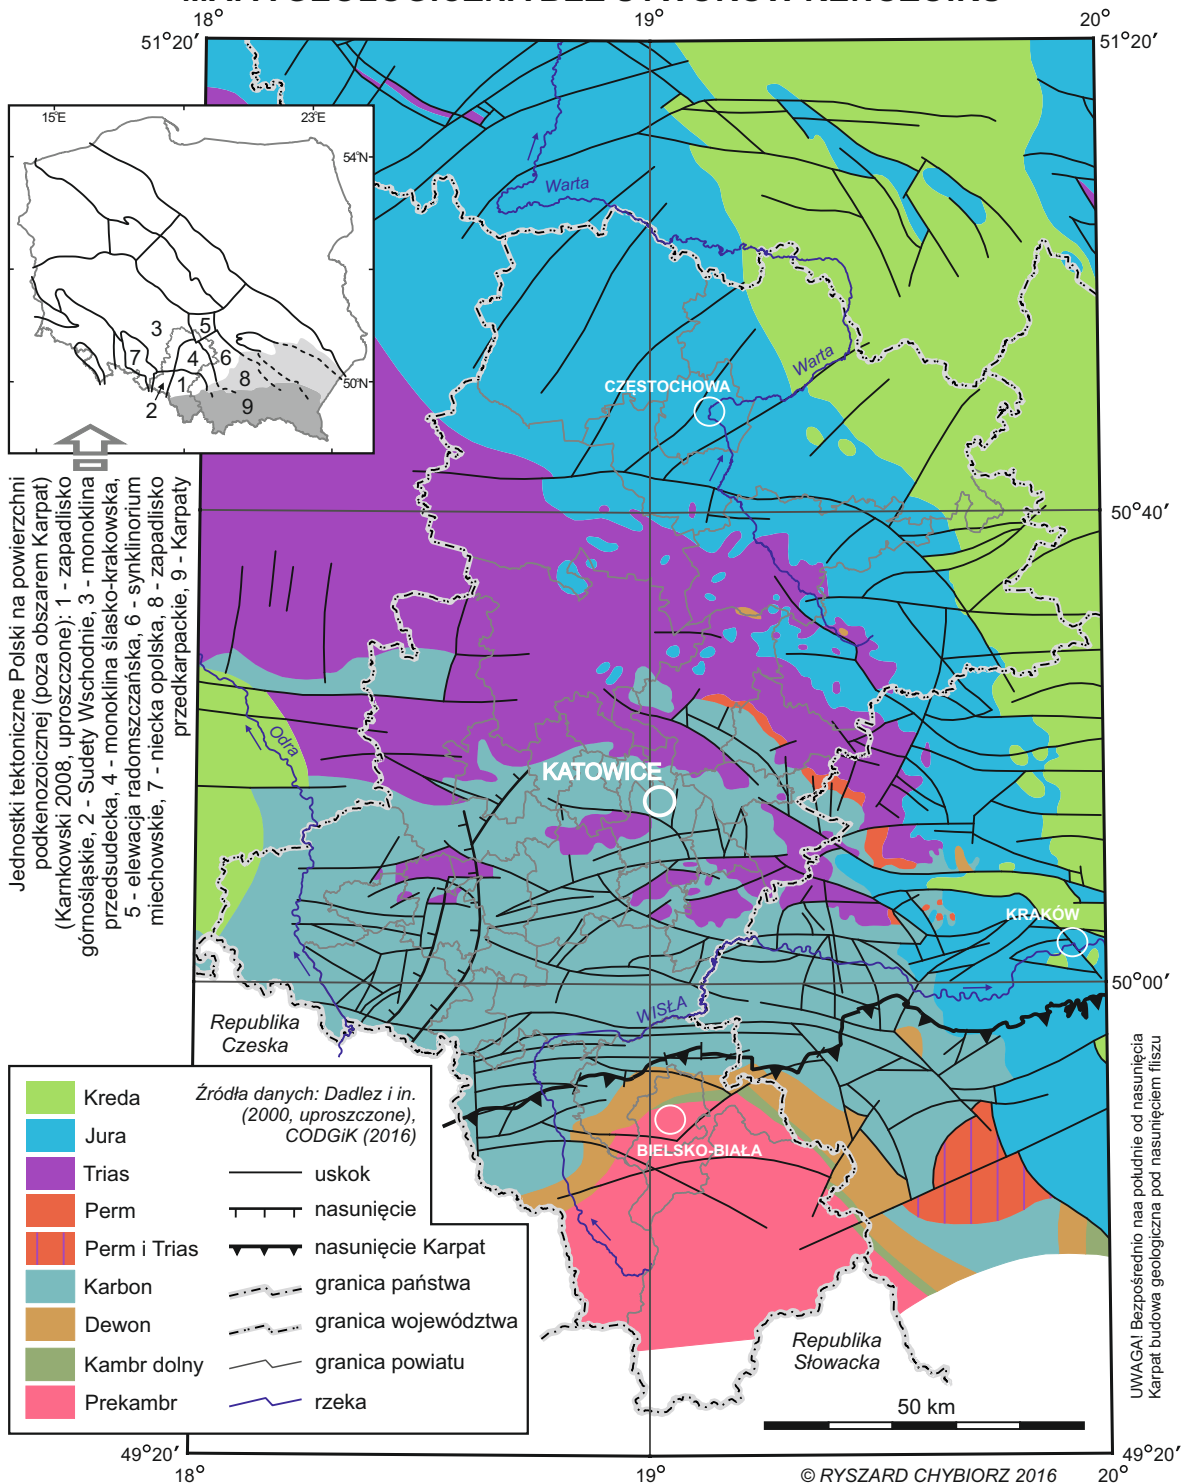 18°
19°
20°
51°20′
51°20′
15°E
23°E
54°N
50°N
3
5
7
4
6
1
8
2
9
Warta
Warta
CZĘSTOCHOWA
Jednostki tektoniczne Polski na powierzchni
podkenozoicznej (poza obszarem Karpat)
(Karnkowski 2008, uproszczone): 1 - zapadlisko
górnośląskie, 2 - Sudety Wschodnie, 3 - monoklina
przedsudecka, 4 - monoklina śląsko-krakowska,
5 - elewacja radomszczańska, 6 - synklinorium
miechowskie, 7 - niecka opolska, 8 - zapadlisko
przedkarpackie, 9 - Karpaty
50°40′
Odra
KATOWICE
KRAKÓW
50°00′
WISŁA
Republika
Czeska
BIELSKO-BIAŁA
Republika
Słowacka
Kreda
Jura
Trias
Perm
Perm i Trias
Karbon
Dewon
Kambr dolny
Prekambr
Źródła danych: Dadlez i in.
(2000, uproszczone),
CODGiK (2016)
uskok
nasunięcie
nasunięcie Karpat
granica państwa
granica województwa
granica powiatu
rzeka
UWAGA! Bezpośrednio naa południe od nasunięcia
Karpat budowa geologiczna pod nasunięciem fliszu
50 km
49°20′
49°20′
18°
19°
© RYSZARD CHYBIORZ 2016
20°